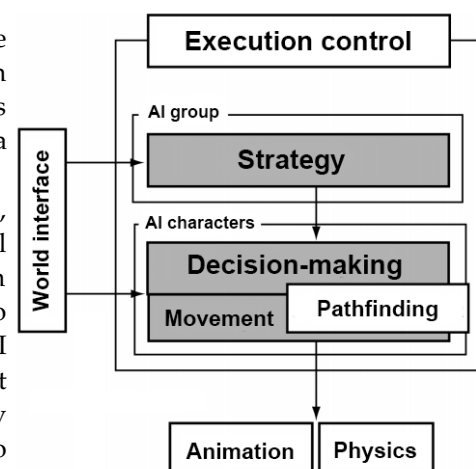 Execution control
AI group
Strategy
World interface
AI characters
Decision-making
Movement
Pathfinding
Animation
Physics